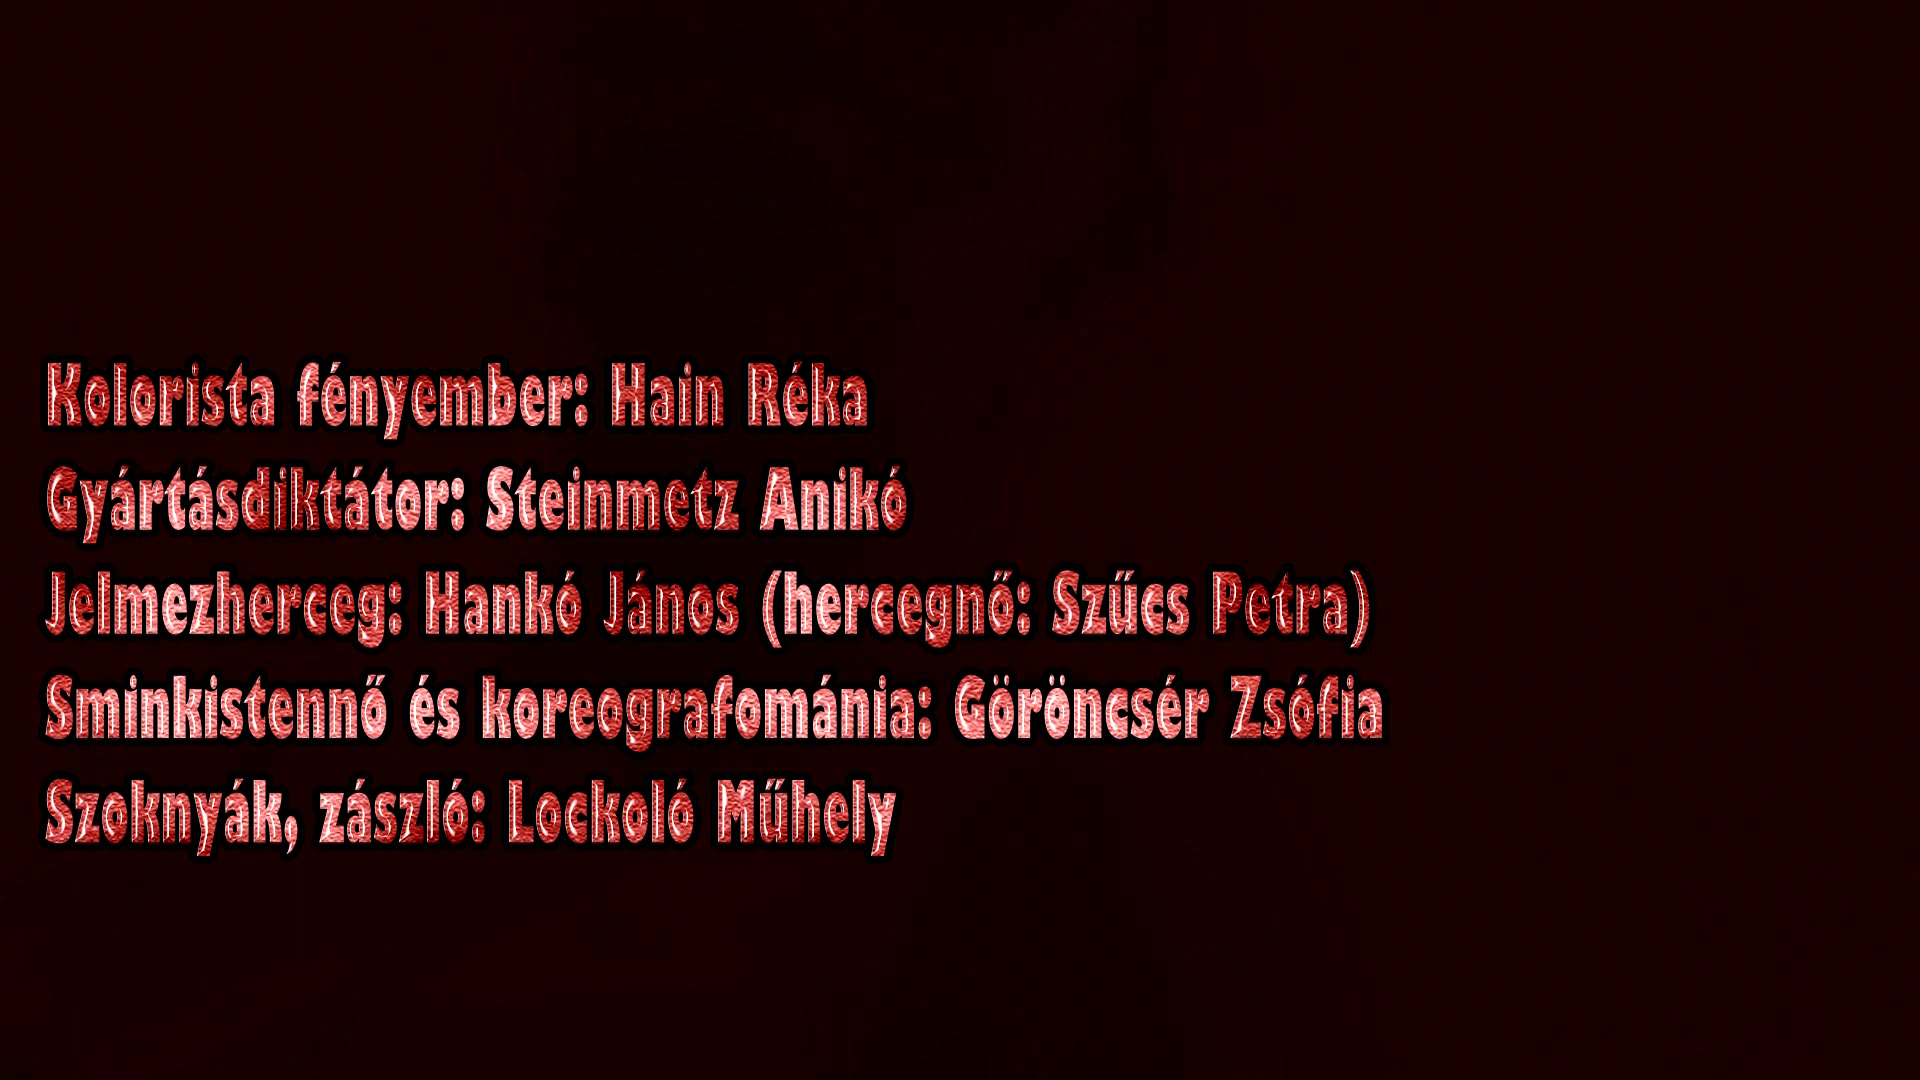 Kolorista fényember: Hain Réka
Gyártásdiktátor: Steinmetz Anikó
Jelmezherceg: Hankó János (hercegnő: Szűcs Petra)
Sminkistennő és koreografománia: Göröncsér Zsófia
Szoknyák, zászló: Lockoló Műhely